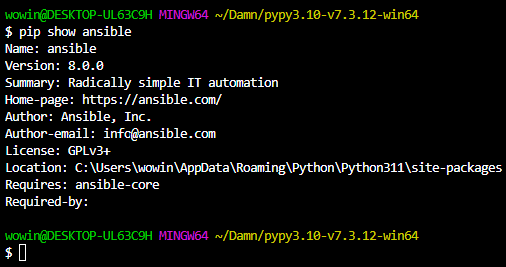 wowin@DESKTOP-UL63C9H MINGW64 ~/Damn/pypy3.10-v7.3.12-win64
$ pip show ansible
Name: ansible
Version: 8.0.0
Summary: Radically simple IT automation
Home-page: https://ansible.com/
Author: Ansible, Inc.
Author-email: info@ansible.com
License: GPLv3+
Location: C:\Users\wowin\AppData\Roaming\Python\Python311\site-packages
Requires: ansible-core
Required-by:
wowin@DESKTOP-UL63C9H MINGW64 ~/Damn/pypy3.10-v7.3.12-win64
$